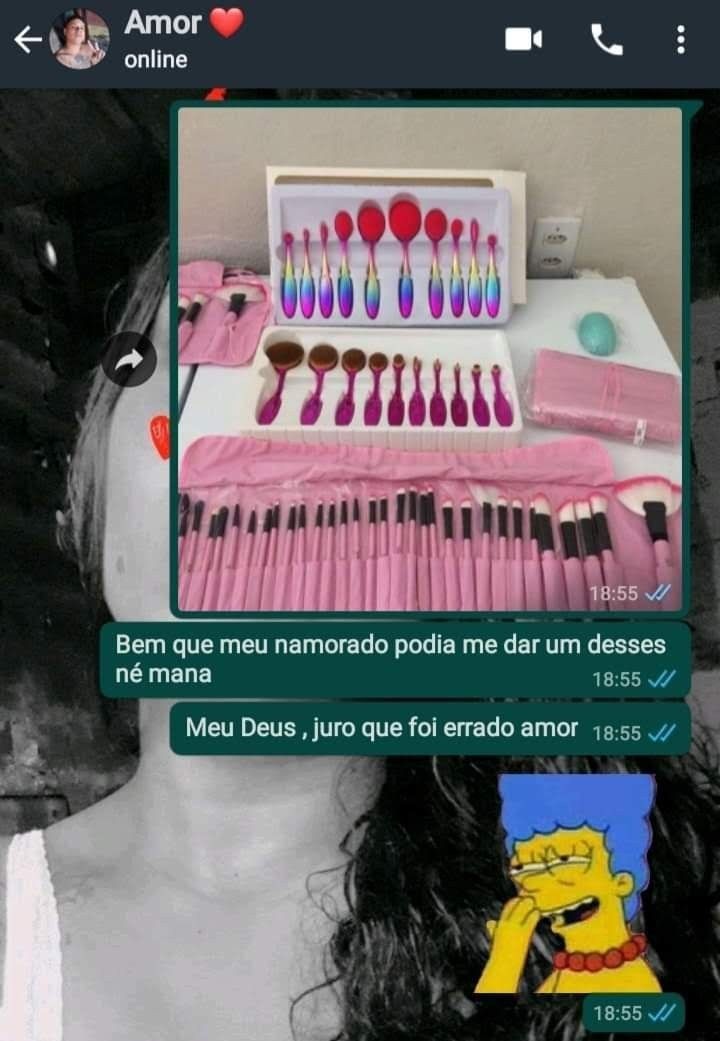 Amor ❤️
online
18:55
Bem que meu namorado podia me dar um desses
né mana
18:55
Meu Deus , juro que foi errado amor
18:55
18:55